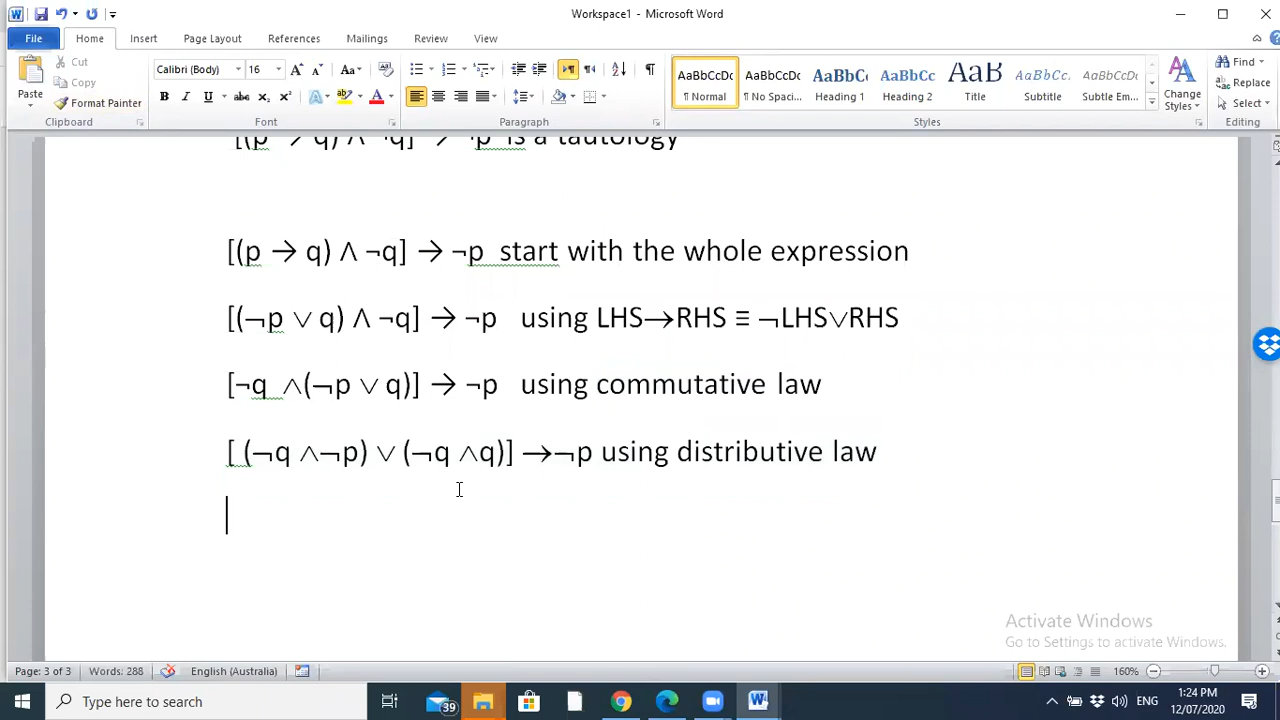 Workspace1 - Microsoft Word
File Home Insert Page Layout References Mailings Review View
Paste Cut Copy Format Painter
Calibri (Body) 16
AaBbCcDc AaBbCcDc AaBbC AaBbCc AaB AaBbCc. AaBbCcDc
¶ Normal ¶ No Spaci... Heading 1 Heading 2 Title Subtitle Subtle Em...
Change Styles
Find Replace Select
Clipboard Font Paragraph Styles Editing
[(p → q) ∧ ¬q] → ¬p is a tautology
[(p → q) ∧ ¬q] → ¬p start with the whole expression
[(¬p ∨ q) ∧ ¬q] → ¬p using LHS→RHS ≡ ¬LHS∨RHS
[¬q ∧(¬p ∨ q)] → ¬p using commutative law
[ (¬q ∧¬p) ∨ (¬q ∧q)] →¬p using distributive law
Activate Windows
Go to Settings to activate Windows.
Page: 3 of 3 Words: 288 English (Australia) 160%
Type here to search 39 ENG 1:24 PM
12/07/2020